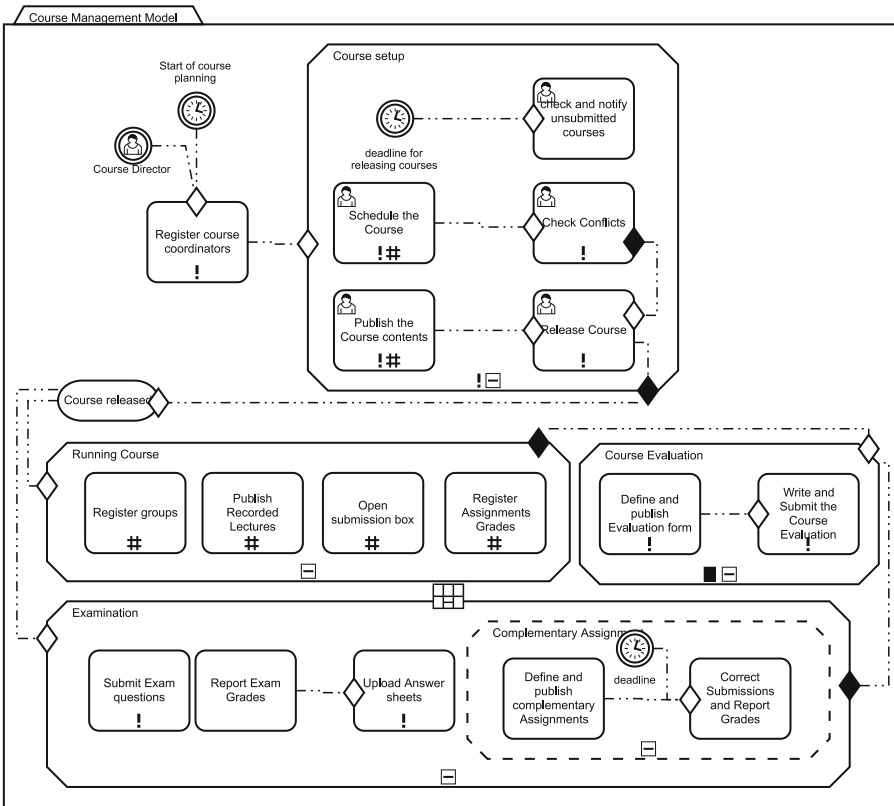 Course Management Model
Start of course
planning
Course Director
Register course
coordinators
!
Course setup
deadline for
releasing courses
check and notify
unsubmitted
courses
Schedule the
Course
!#
Check Conflicts
!
Publish the
Course contents
!#
Release Course
!
!
Course released
Running Course
Register groups
#
Publish
Recorded
Lectures
#
Open
submission box
#
Register
Assignments
Grades
#
Course Evaluation
Define and
publish
Evaluation form
!
Write and
Submit the
Course
Evaluation
!
Examination
Submit Exam
questions
!
Report Exam
Grades
Upload Answer
sheets
!
Complementary Assignment
deadline
Define and
publish
complementary
Assignments
Correct
Submissions
and Report
Grades